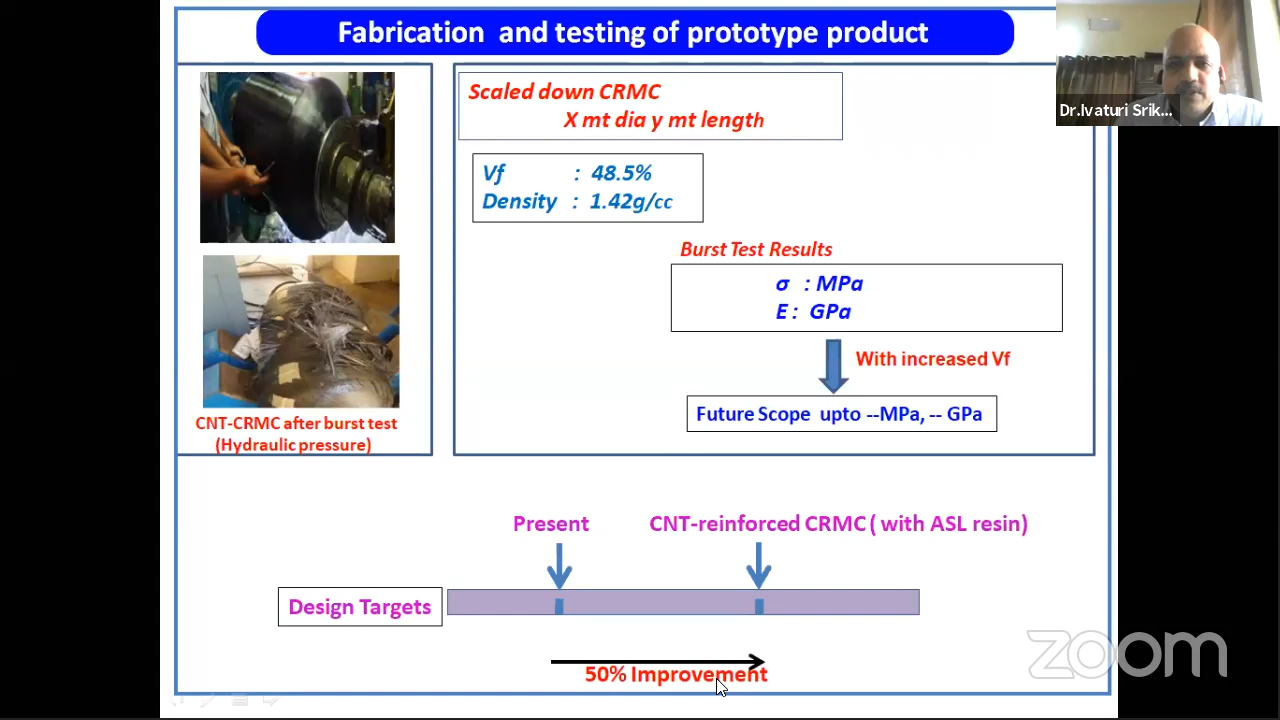 Fabrication and testing of prototype product
Dr.Ivaturi Srik...
Scaled down CRMC
X mt dia y mt length
Vf : 48.5%
Density : 1.42g/cc
Burst Test Results
σ : MPa
E : GPa
With increased Vf
Future Scope upto --MPa, -- GPa
CNT-CRMC after burst test
(Hydraulic pressure)
Present
CNT-reinforced CRMC ( with ASL resin)
Design Targets
50% Improvement
zoom